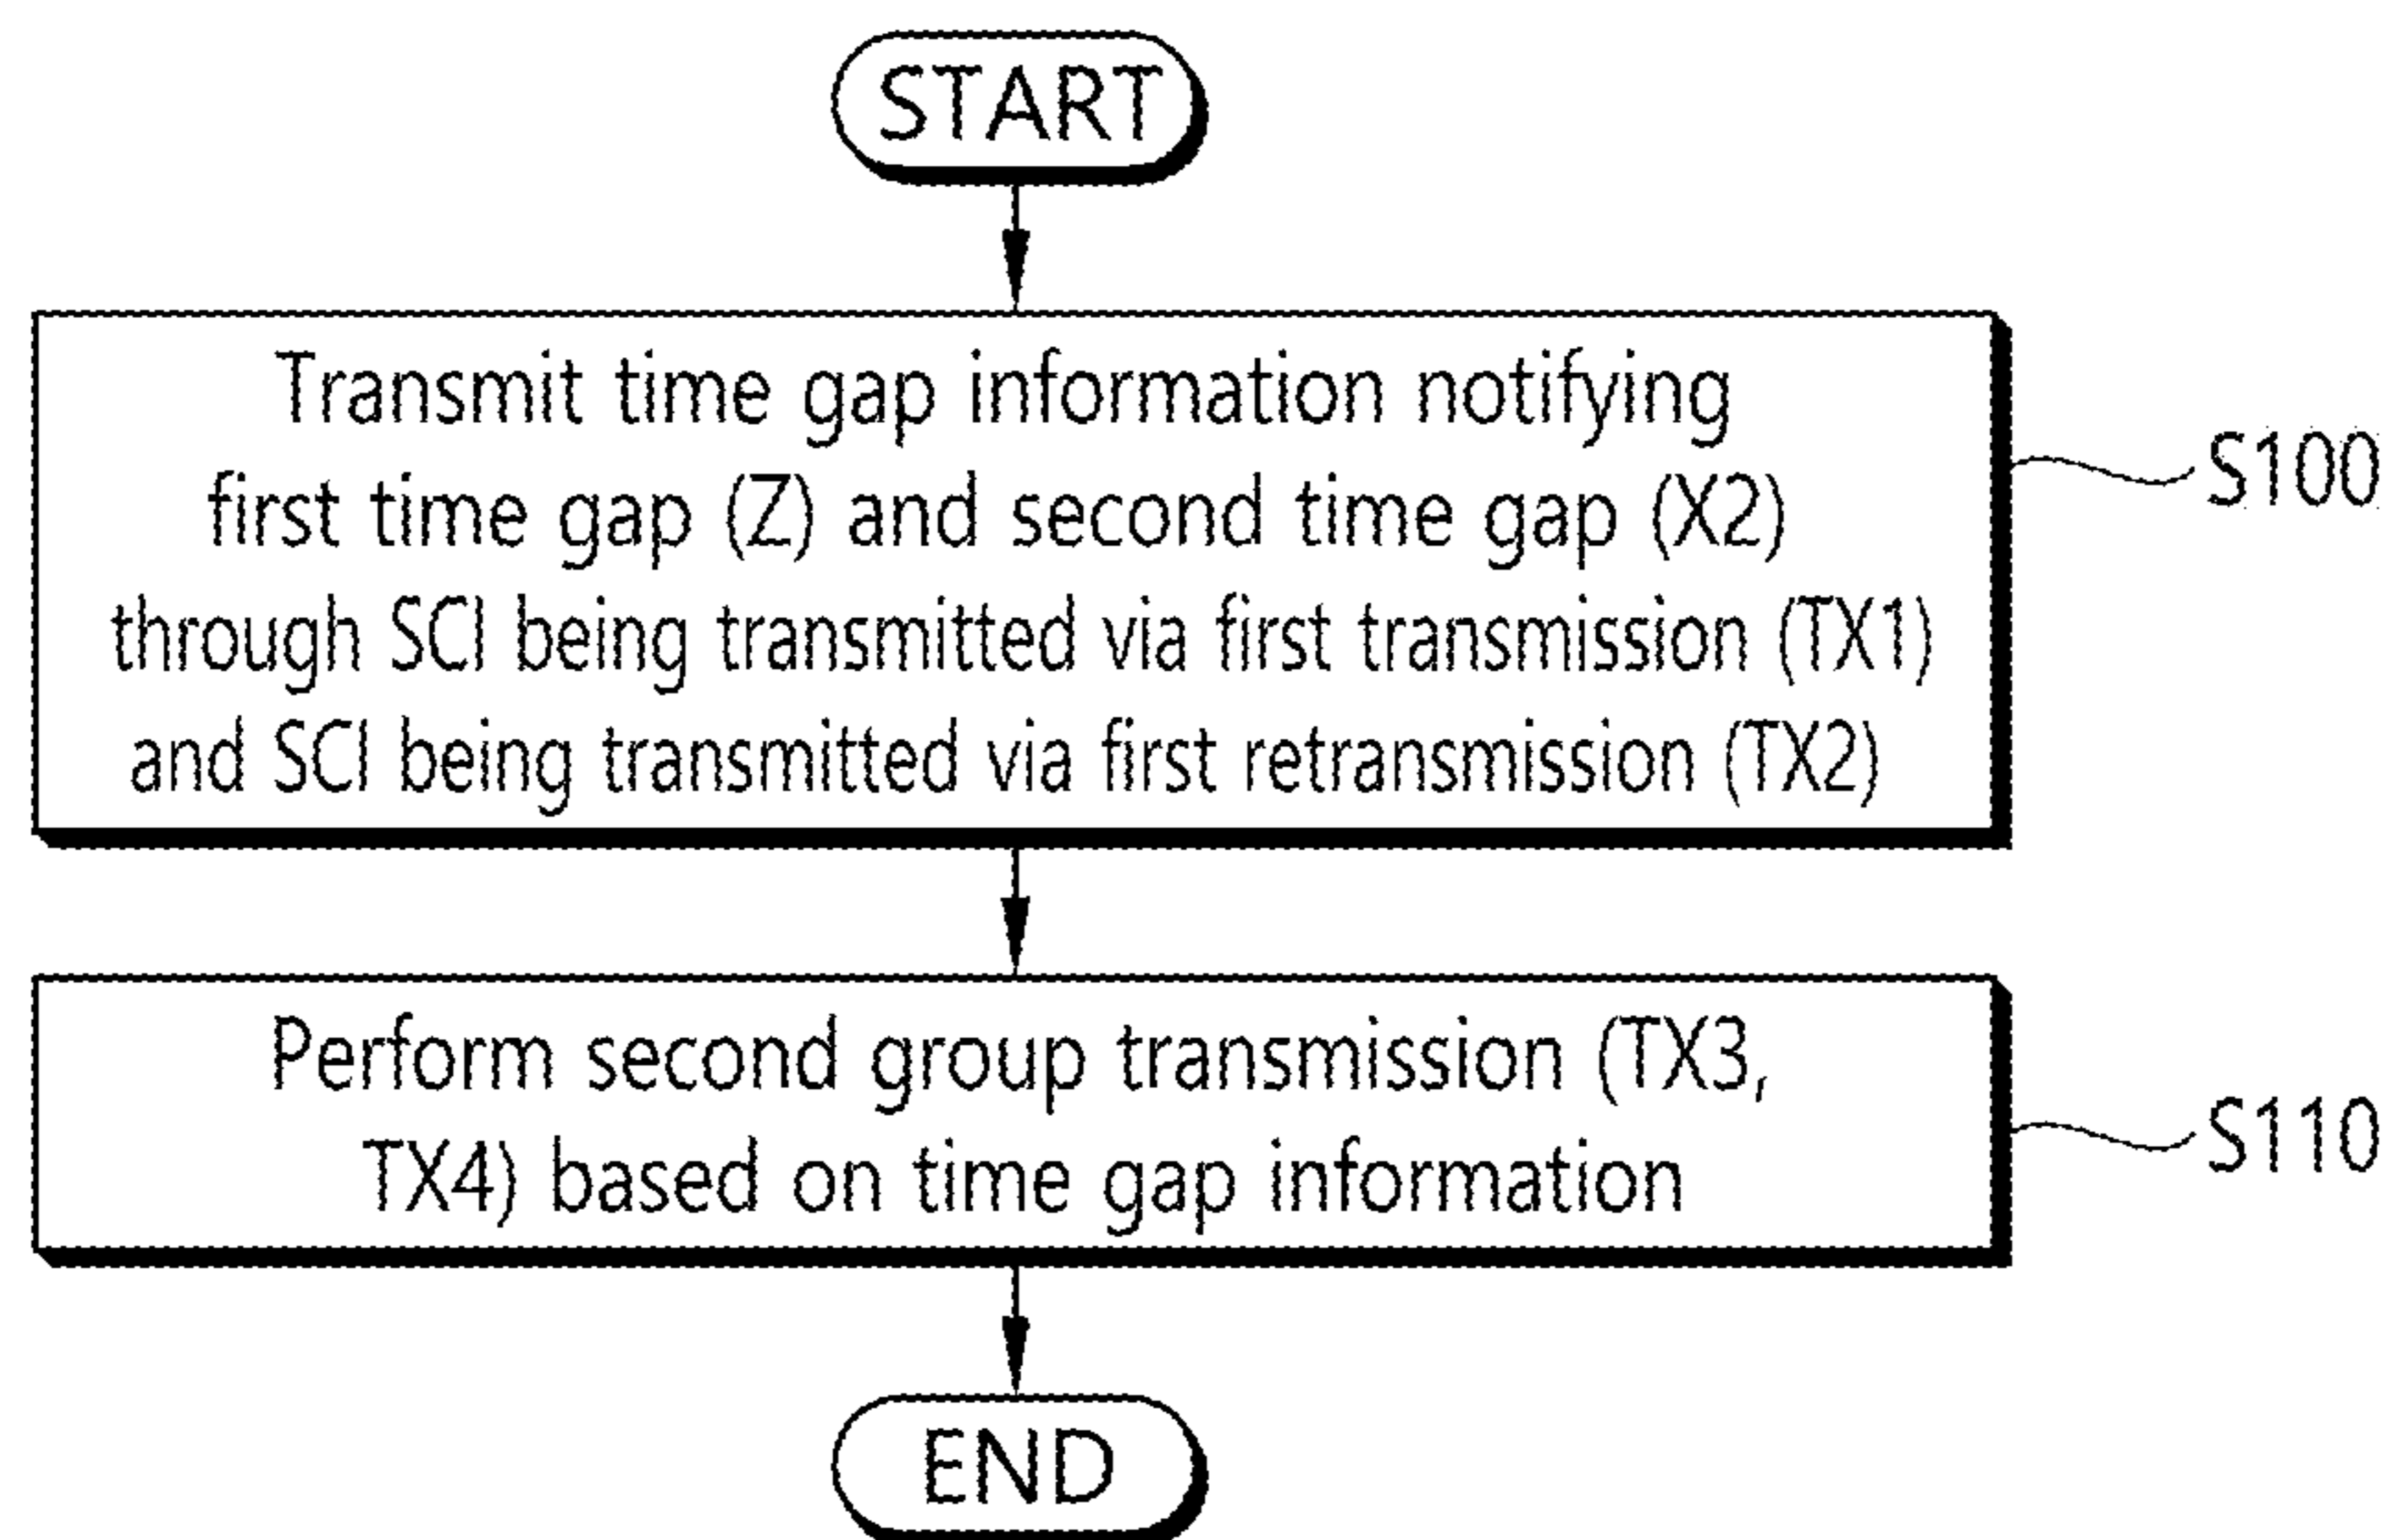 START
Transmit time gap information notifying
first time gap (Z) and second time gap (X2)
through SCI being transmitted via first transmission (TX1)
and SCI being transmitted via first retransmission (TX2)
S100
Perform second group transmission (TX3,
TX4) based on time gap information
S110
END